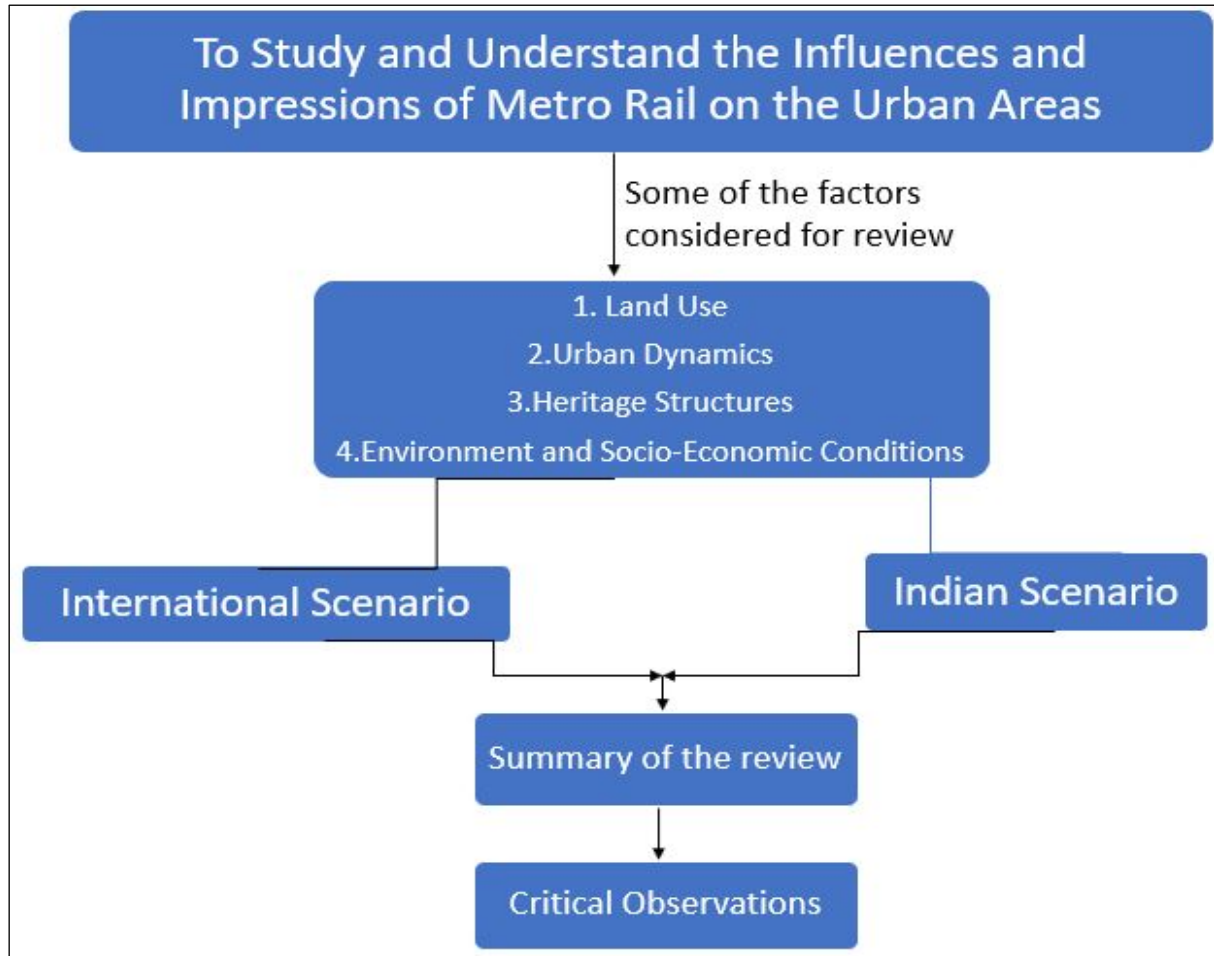 To Study and Understand the Influences and
Impressions of Metro Rail on the Urban Areas
Some of the factors
considered for review
1. Land Use
2.Urban Dynamics
3.Heritage Structures
4.Environment and Socio-Economic Conditions
International Scenario
Indian Scenario
Summary of the review
Critical Observations